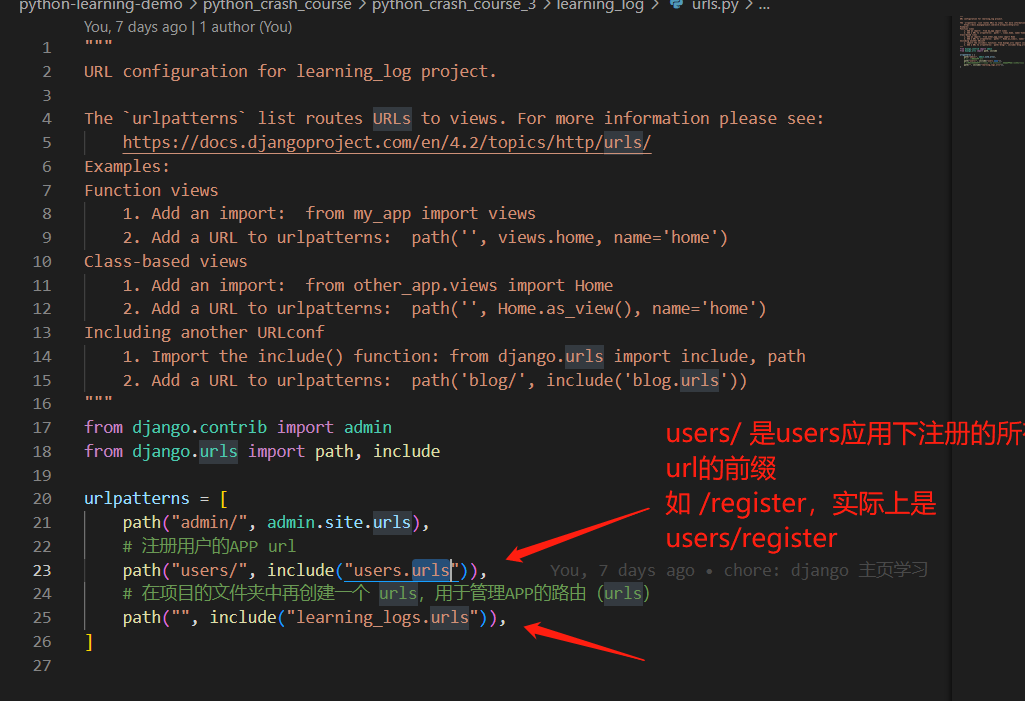 python-learning-demo > python_crash_course > python_crash_course_3 > learning_log > urls.py > ...
You, 7 days ago | 1 author (You)
1 """
2 URL configuration for learning_log project.
3
4 The `urlpatterns` list routes URLs to views. For more information please see:
5 https://docs.djangoproject.com/en/4.2/topics/http/urls/
6 Examples:
7 Function views
8 1. Add an import:  from my_app import views
9 2. Add a URL to urlpatterns:  path('', views.home, name='home')
10 Class-based views
11 1. Add an import:  from other_app.views import Home
12 2. Add a URL to urlpatterns:  path('', Home.as_view(), name='home')
13 Including another URLconf
14 1. Import the include() function: from django.urls import include, path
15 2. Add a URL to urlpatterns:  path('blog/', include('blog.urls'))
16 """
17 from django.contrib import admin
18 from django.urls import path, include
19
20 urlpatterns = [
21 path("admin/", admin.site.urls),
22 # 注册用户的APP url
23 path("users/", include("users.urls")), You, 7 days ago • chore: django 主页学习
24 # 在项目的文件夹中再创建一个 urls，用于管理APP的路由（urls）
25 path("", include("learning_logs.urls")),
26 ]
27
users/ 是users应用下注册的所
url的前缀
如 /register，实际上是
users/register